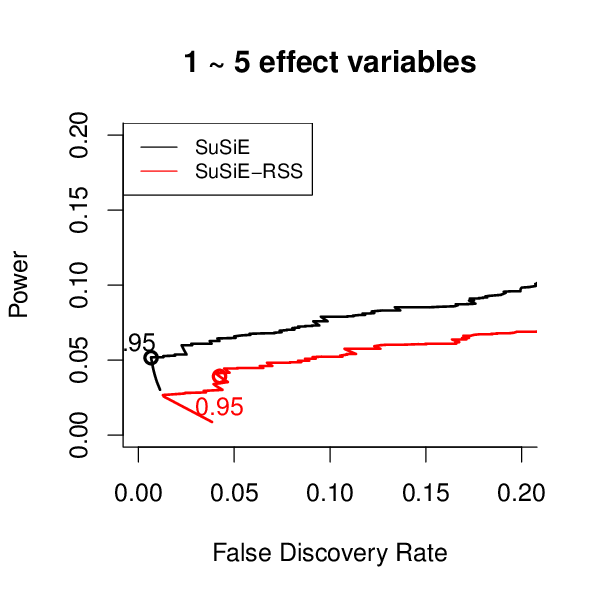 1 ~ 5 effect variables
SuSiE
SuSiE−RSS
Power
0.20
0.15
0.10
0.05
0.00
.95
0.95
0.00 0.05 0.10 0.15 0.20
False Discovery Rate